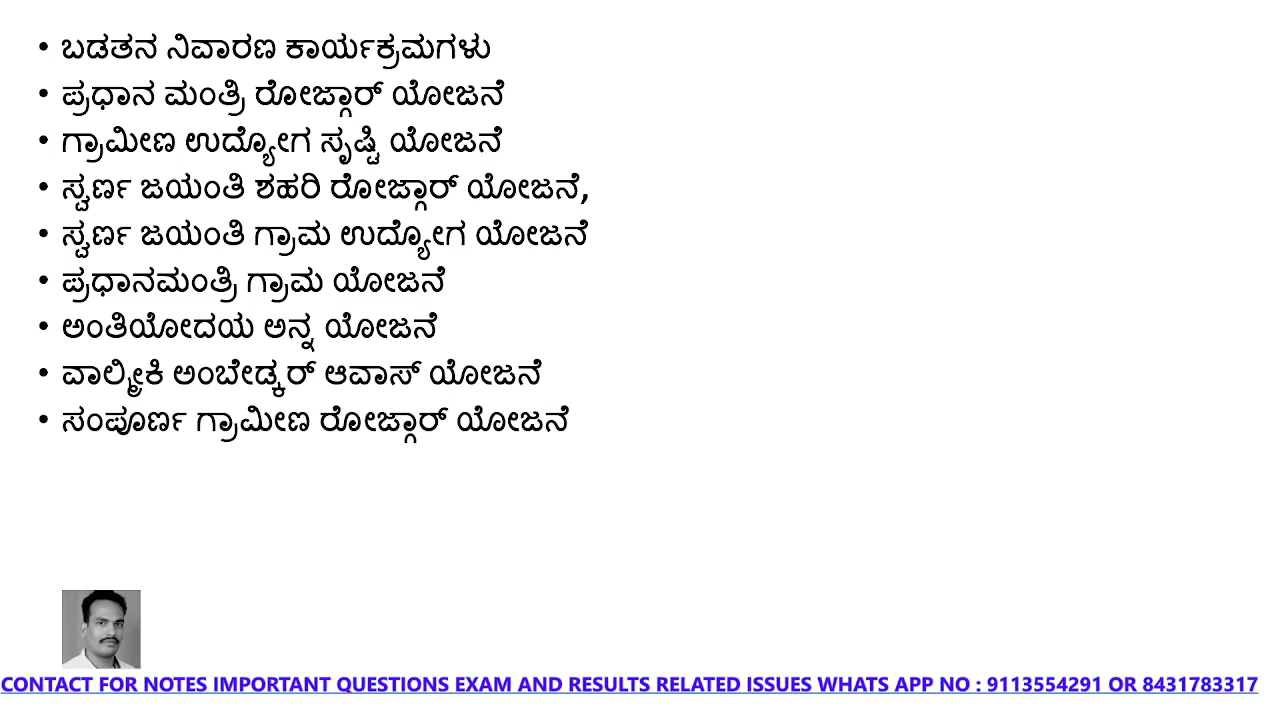 • ಬಡತನ ನಿವಾರಣ ಕಾರ್ಯಕ್ರಮಗಳು
• ಪ್ರಧಾನ ಮಂತ್ರಿ ರೋಜ್ಗಾರ್ ಯೋಜನೆ
• ಗ್ರಾಮೀಣ ಉದ್ಯೋಗ ಸೃಷ್ಟಿ ಯೋಜನೆ
• ಸ್ವರ್ಣ ಜಯಂತಿ ಶಹರಿ ರೋಜ್ಗಾರ್ ಯೋಜನೆ,
• ಸ್ವರ್ಣ ಜಯಂತಿ ಗ್ರಾಮ ಉದ್ಯೋಗ ಯೋಜನೆ
• ಪ್ರಧಾನಮಂತ್ರಿ ಗ್ರಾಮ ಯೋಜನೆ
• ಅಂತಿಯೋದಯ ಅನ್ನ ಯೋಜನೆ
• ವಾಲ್ಮೀಕಿ ಅಂಬೇಡ್ಕರ್ ಆವಾಸ್ ಯೋಜನೆ
• ಸಂಪೂರ್ಣ ಗ್ರಾಮೀಣ ರೋಜ್ಗಾರ್ ಯೋಜನೆ
CONTACT FOR NOTES IMPORTANT QUESTIONS EXAM AND RESULTS RELATED ISSUES WHATS APP NO : 9113554291 OR 8431783317